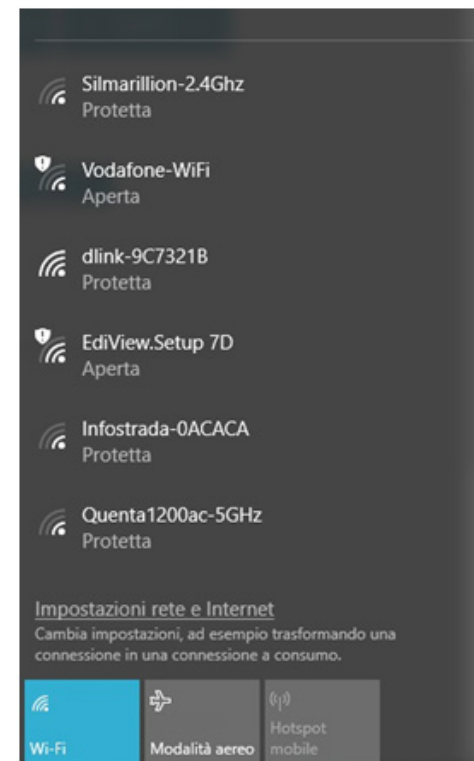 Silmarillion-2.4Ghz
Protetta
Vodafone-WiFi
Aperta
dlink-9C7321B
Protetta
EdiView.Setup 7D
Aperta
Infostrada-0ACACA
Protetta
Quenta1200ac-5GHz
Protetta
Impostazioni rete e Internet
Cambia impostazioni, ad esempio trasformando una
connessione in una connessione a consumo.
Wi-Fi
Modalità aereo
Hotspot
mobile